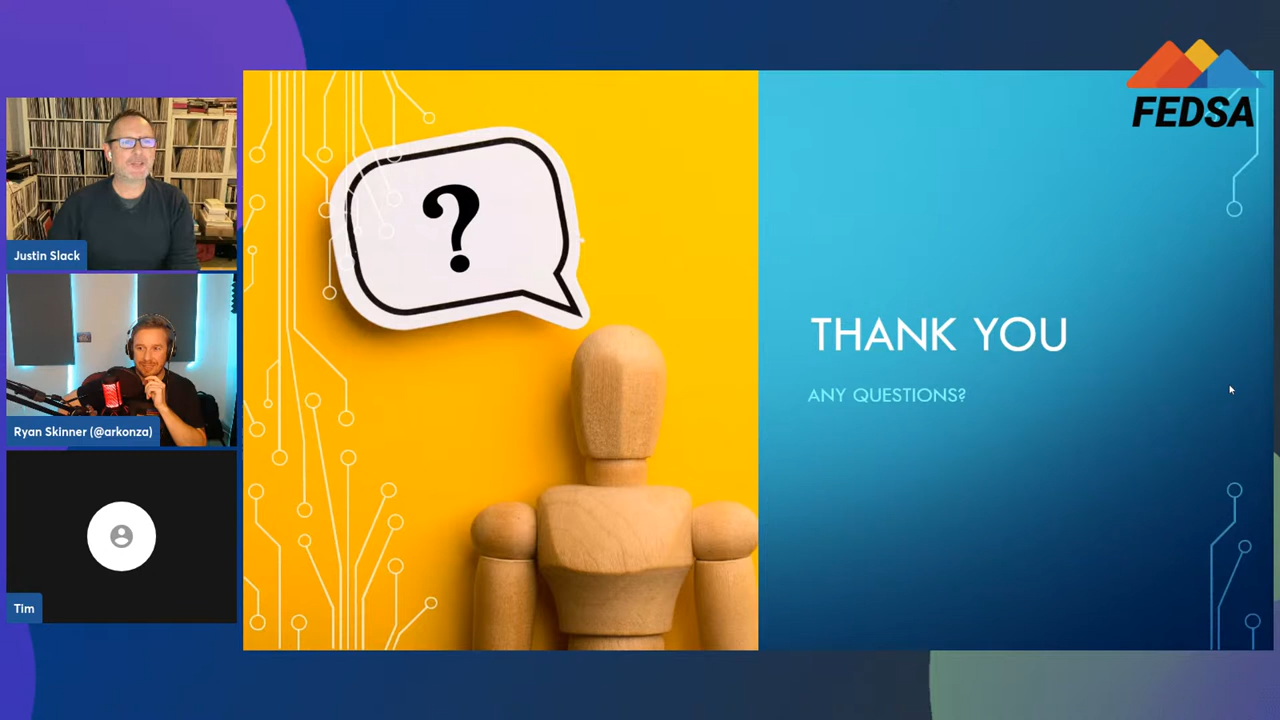 FEDSA
Justin Slack
Ryan Skinner (@arkonza)
Tim
?
THANK YOU
ANY QUESTIONS?